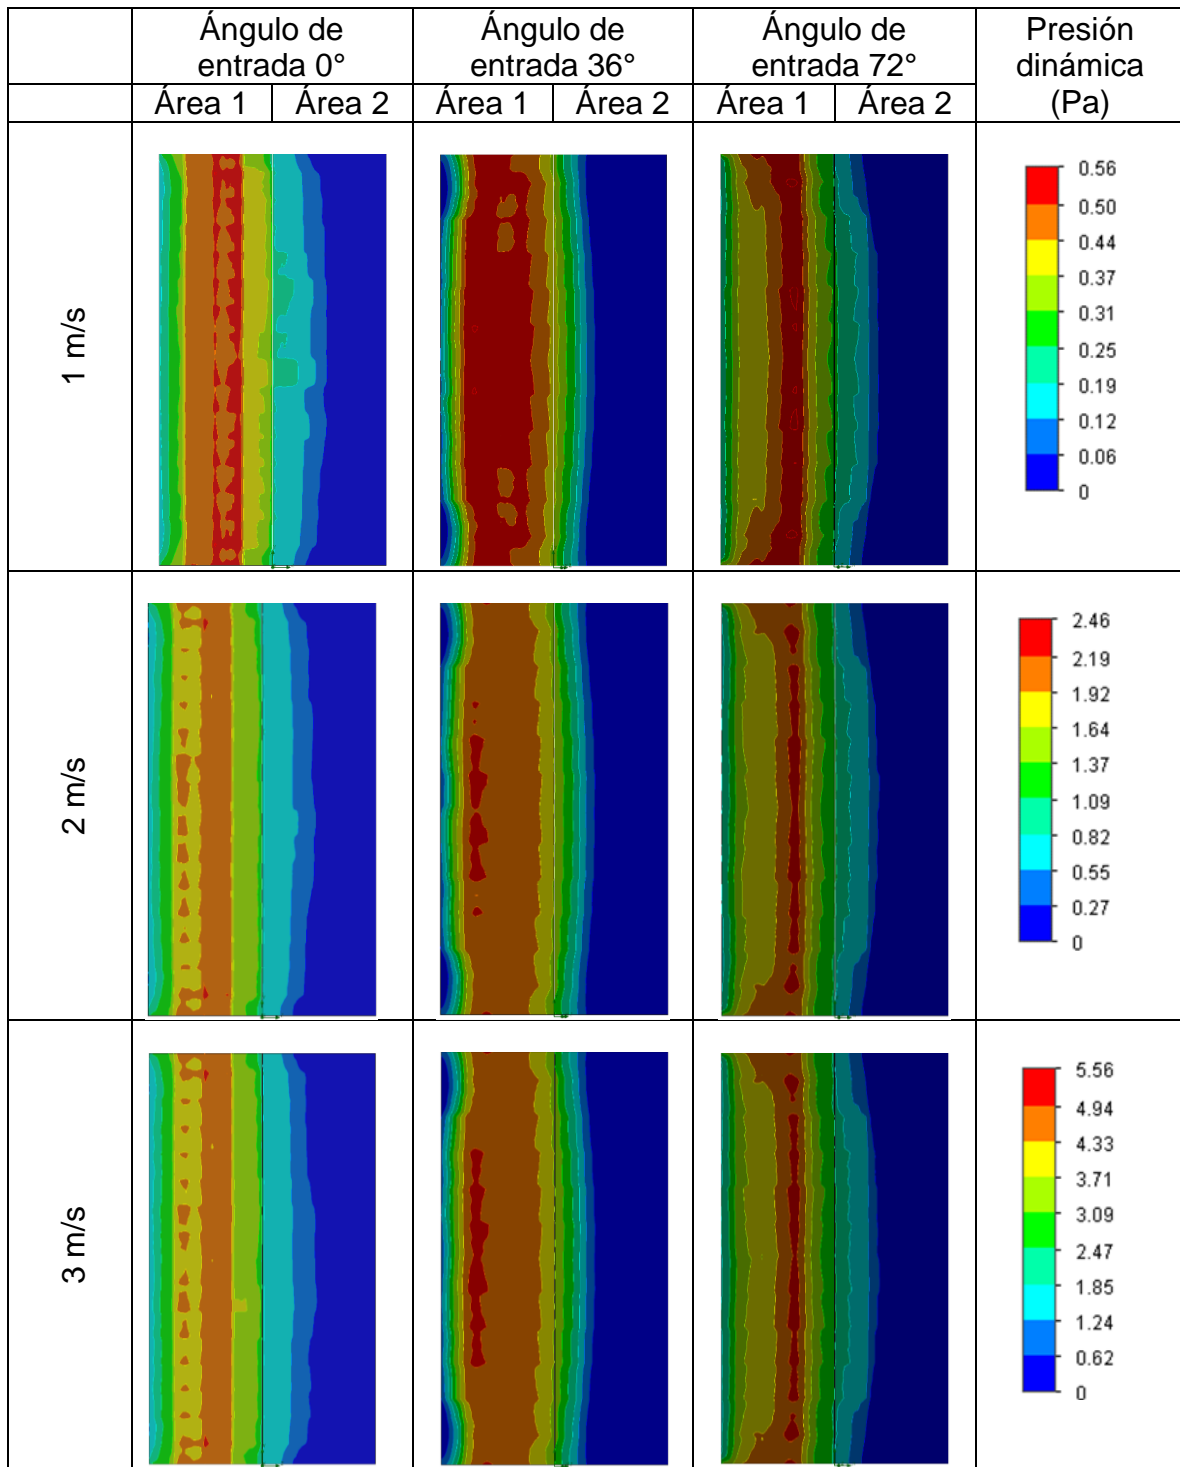 Ángulo de
entrada 0°
Ángulo de
entrada 36°
Ángulo de
entrada 72°
Presión
dinámica
(Pa)
Área 1
Área 2
Área 1
Área 2
Área 1
Área 2
1 m/s
0.56
0.50
0.44
0.37
0.31
0.25
0.19
0.12
0.06
0
2 m/s
2.46
2.19
1.92
1.64
1.37
1.09
0.82
0.55
0.27
0
3 m/s
5.56
4.94
4.33
3.71
3.09
2.47
1.85
1.24
0.62
0